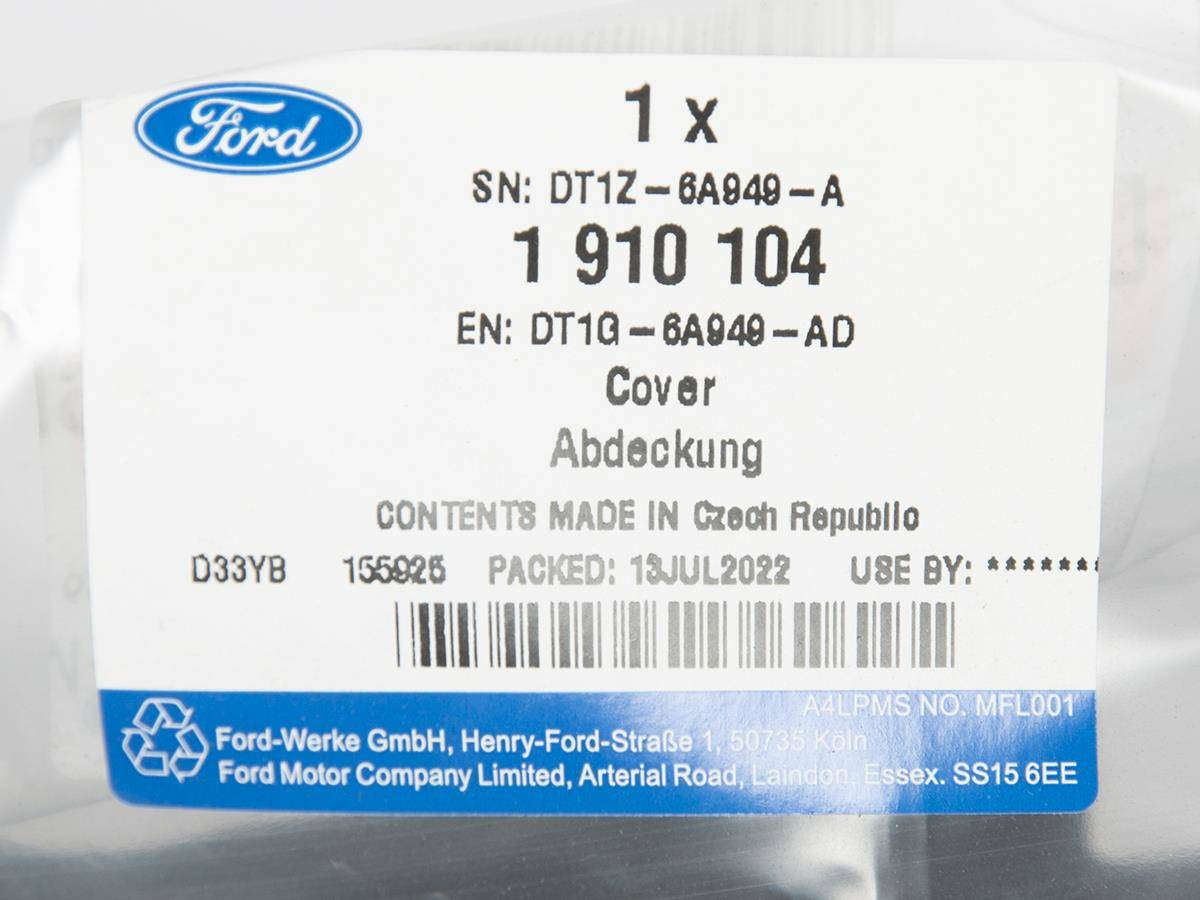 Ford
1 x
SN: DT1Z-6A949-A
1 910 104
EN: DT1G-6A949-AD
Cover
Abdeckung
CONTENTS MADE IN Czech Republic
D33YB 155926 PACKED: 13JUL2022 USE BY: *******
A4LPMS NO. MFL001
Ford-Werke GmbH, Henry-Ford-Straße 1, 50735 Köln
Ford Motor Company Limited, Arterial Road, Laindon. Essex. SS15 6EE